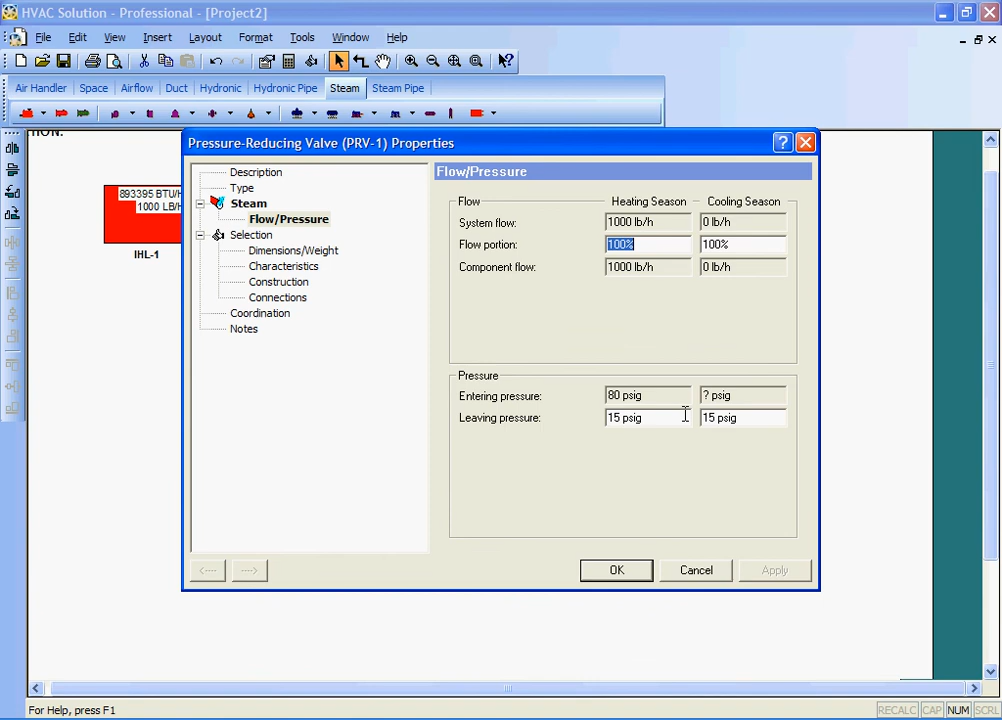 HVAC Solution - Professional - [Project2]
File Edit View Insert Layout Format Tools Window Help
Air Handler Space Airflow Duct Hydronic Hydronic Pipe Steam Steam Pipe
Pressure-Reducing Valve (PRV-1) Properties
893395 BTU/H
1000 LB/H
IHL-1
Description
Type
Steam
Flow/Pressure
Selection
Dimensions/Weight
Characteristics
Construction
Connections
Coordination
Notes
Flow/Pressure
Flow Heating Season Cooling Season
System flow: 1000 lb/h 0 lb/h
Flow portion: 100% 100%
Component flow: 1000 lb/h 0 lb/h
Pressure
Entering pressure: 80 psig ? psig
Leaving pressure: 15 psig 15 psig
<---- ---->
OK Cancel Apply
For Help, press F1
RECALC CAP NUM SCRL